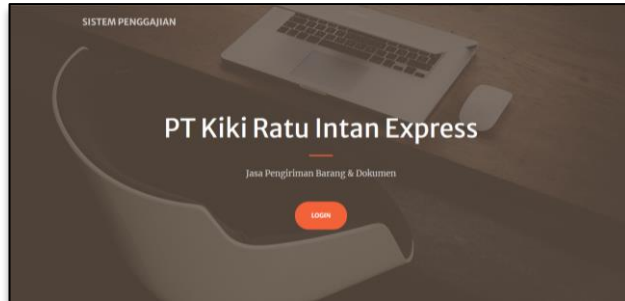 SISTEM PENGGAJIAN
PT Kiki Ratu Intan Express
Jasa Pengiriman Barang & Dokumen
LOGIN